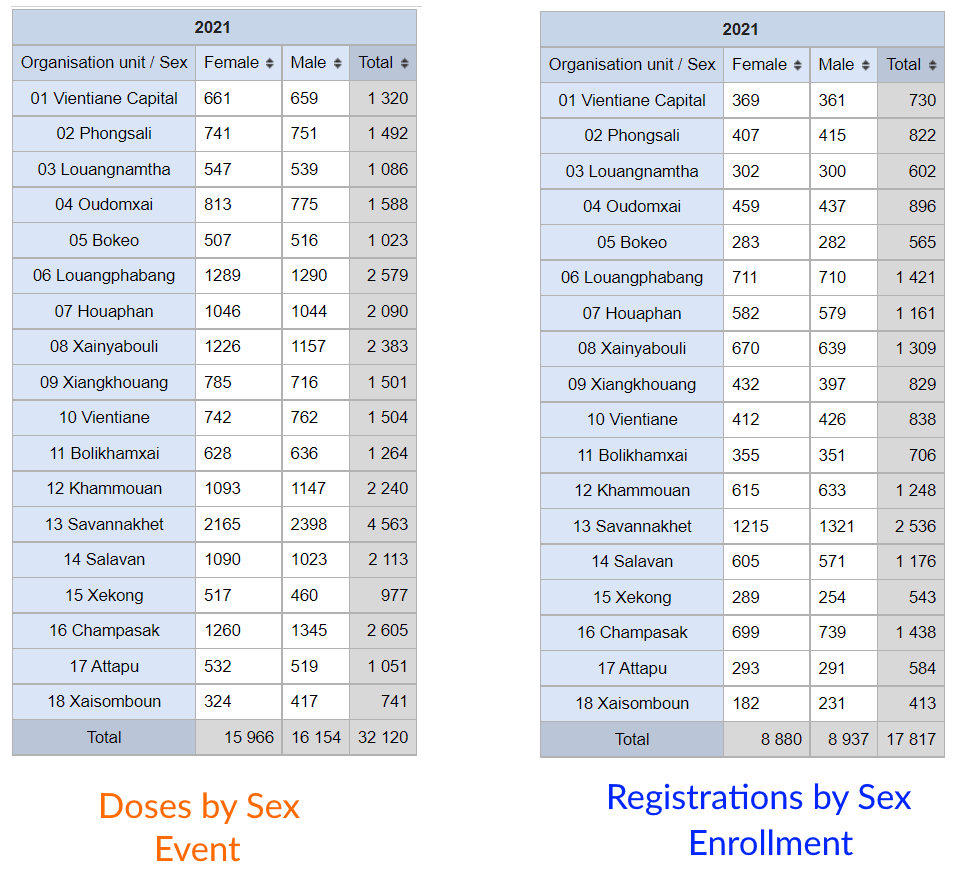 2021
Organisation unit / Sex Female Male Total
01 Vientiane Capital 661 659 1 320
02 Phongsali 741 751 1 492
03 Louangnamtha 547 539 1 086
04 Oudomxai 813 775 1 588
05 Bokeo 507 516 1 023
06 Louangphabang 1289 1290 2 579
07 Houaphan 1046 1044 2 090
08 Xainyabouli 1226 1157 2 383
09 Xiangkhouang 785 716 1 501
10 Vientiane 742 762 1 504
11 Bolikhamxai 628 636 1 264
12 Khammouan 1093 1147 2 240
13 Savannakhet 2165 2398 4 563
14 Salavan 1090 1023 2 113
15 Xekong 517 460 977
16 Champasak 1260 1345 2 605
17 Attapu 532 519 1 051
18 Xaisomboun 324 417 741
Total 15 966 16 154 32 120
Doses by Sex
Event
2021
Organisation unit / Sex Female Male Total
01 Vientiane Capital 369 361 730
02 Phongsali 407 415 822
03 Louangnamtha 302 300 602
04 Oudomxai 459 437 896
05 Bokeo 283 282 565
06 Louangphabang 711 710 1 421
07 Houaphan 582 579 1 161
08 Xainyabouli 670 639 1 309
09 Xiangkhouang 432 397 829
10 Vientiane 412 426 838
11 Bolikhamxai 355 351 706
12 Khammouan 615 633 1 248
13 Savannakhet 1215 1321 2 536
14 Salavan 605 571 1 176
15 Xekong 289 254 543
16 Champasak 699 739 1 438
17 Attapu 293 291 584
18 Xaisomboun 182 231 413
Total 8 880 8 937 17 817
Registrations by Sex
Enrollment